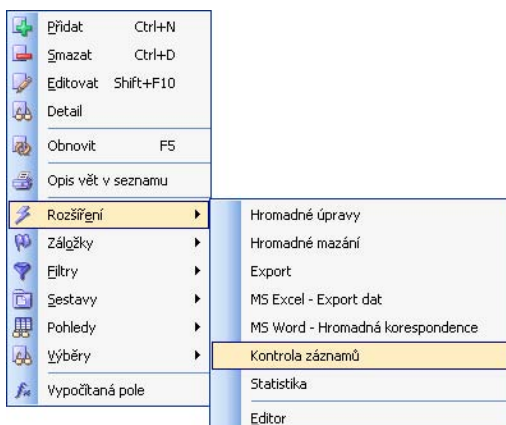 Přidat Ctrl+N
Smazat Ctrl+D
Editovat Shift+F10
Detail
Obnovit F5
Opis vět v seznamu
Rozšíření
Záložky
Filtry
Sestavy
Pohledy
Výběry
Vypočítaná pole
Hromadné úpravy
Hromadné mazání
Export
MS Excel - Export dat
MS Word - Hromadná korespondence
Kontrola záznamů
Statistika
Editor